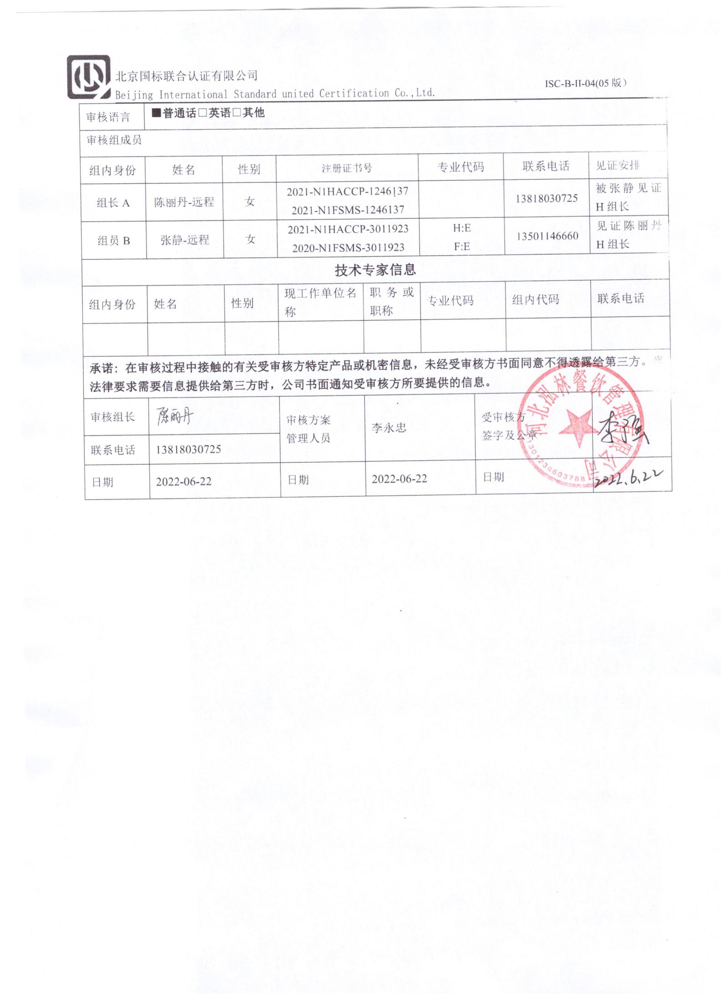 北京国标联合认证有限公司
ISC-B-II-04(05 版）
Beijing International Standard united Certification Co.,Ltd.
审核语言 ■普通话□英语□其他
审核组成员
组内身份 姓名 性别 注册证书号 专业代码 联系电话 见证安排
组长 A 陈丽丹-远程 女 2021-N1HACCP-1246137 13818030725 被张静见证
2021-N1FSMS-1246137 H 组长
组员 B 张静-远程 女 2021-N1HACCP-3011923 H:E 13501146660 见证陈丽丹
2020-N1FSMS-3011923 F:E H 组长
技术专家信息
组内身份 姓名 性别 现工作单位名 职务或 专业代码 组内代码 联系电话
称 职称
承诺：在审核过程中接触的有关受审核方特定产品或机密信息，未经受审核方书面同意不得透露给第三方。当
法律要求需要信息提供给第三方时，公司书面通知受审核方所要提供的信息。
审核组长 陈丽丹 审核方案 李永忠 受审核方 李强
管理人员 签字及公章
联系电话 13818030725
日期 2022-06-22 日期 2022-06-22 日期 2022.6.22
河北泓林餐饮管理有限公司
1301238603788